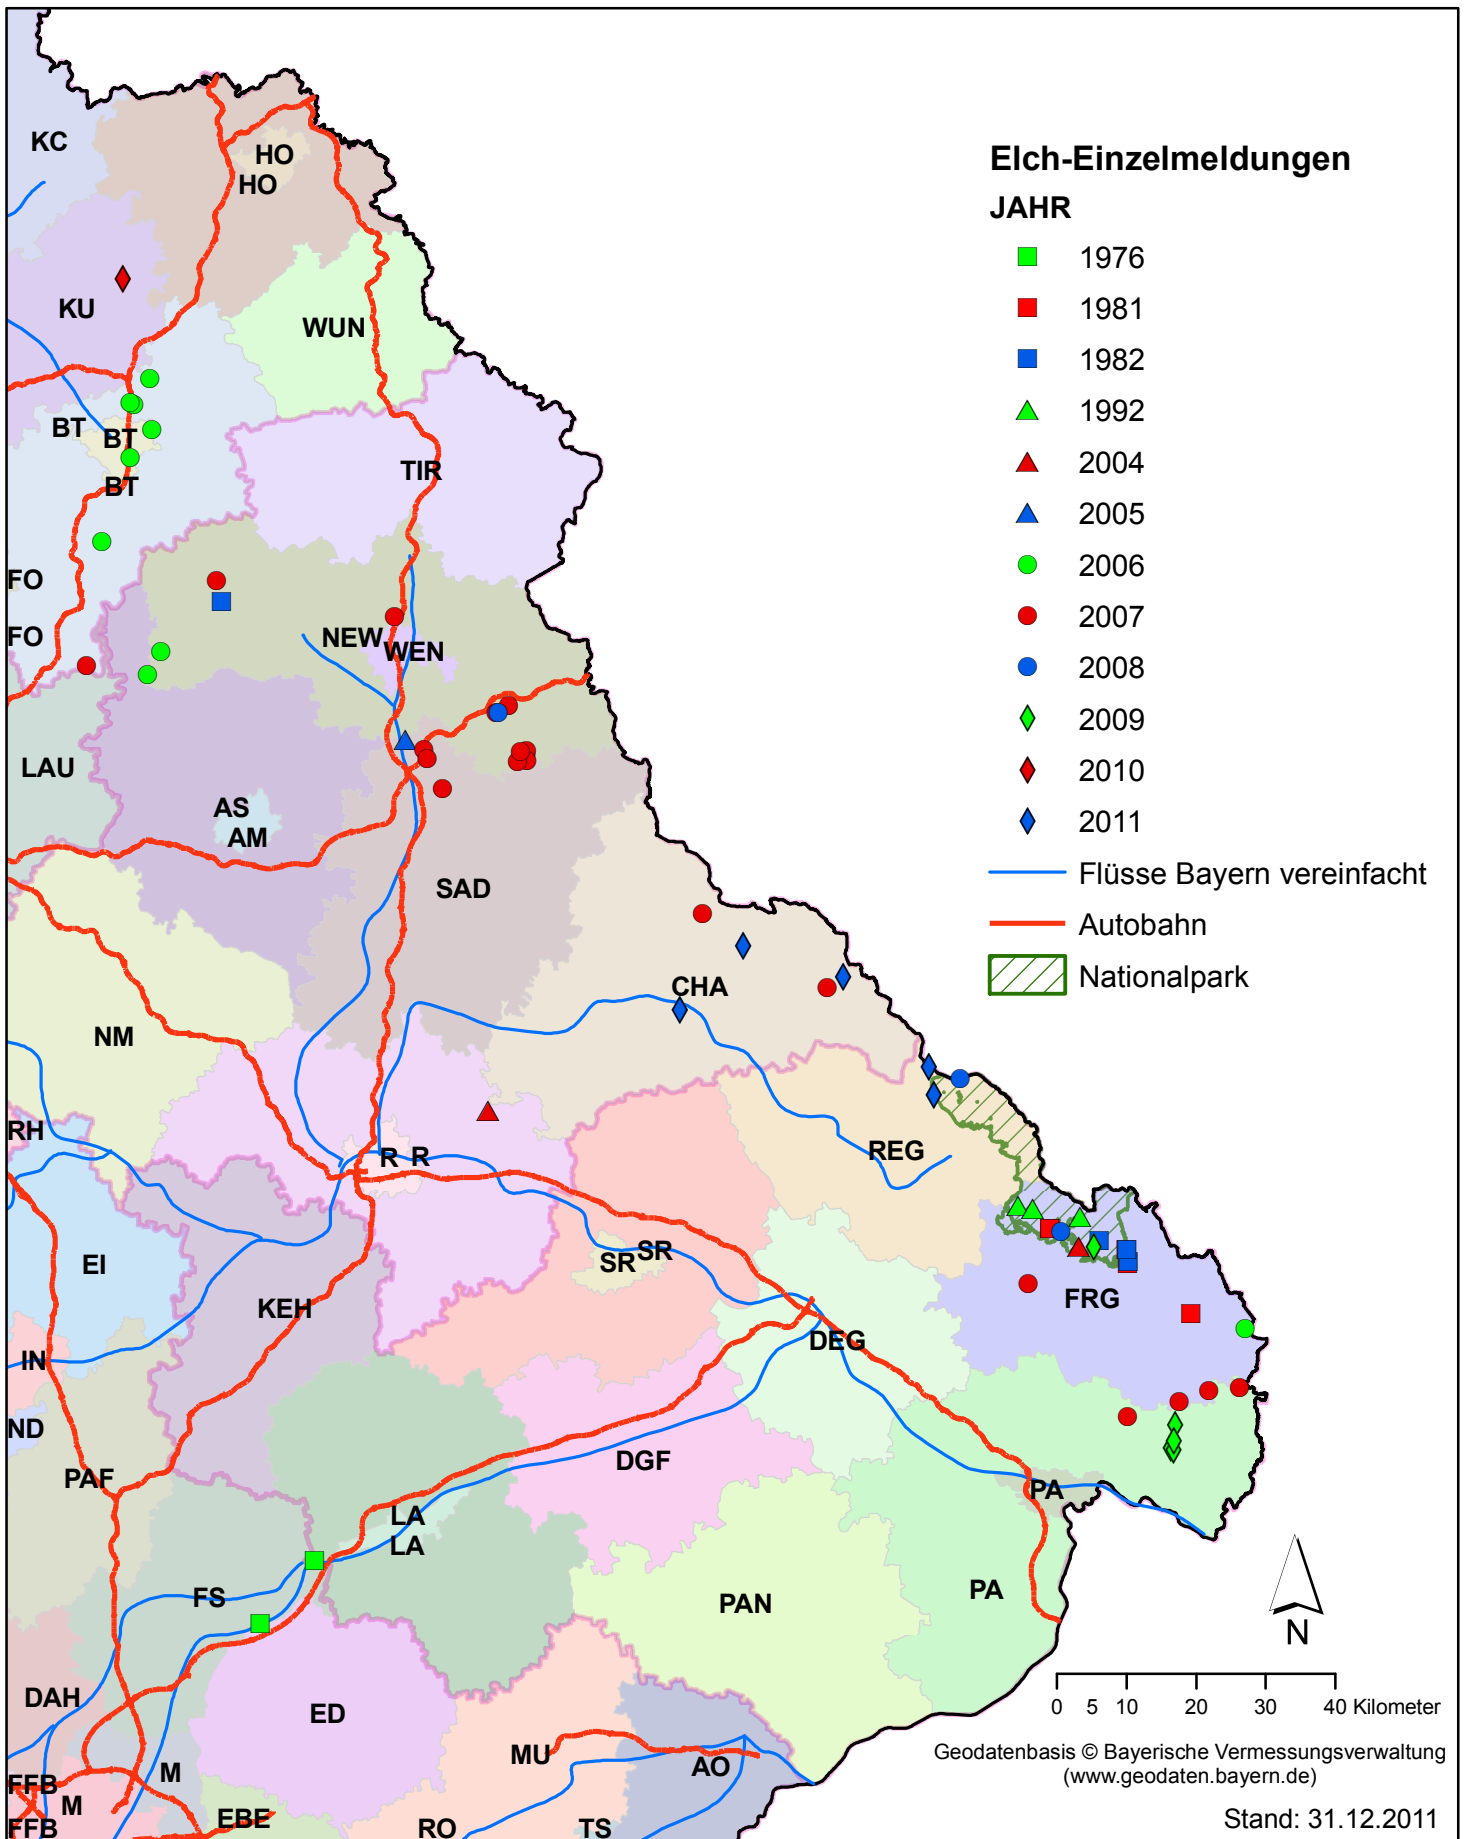 KC
HO
HO
KU
WUN
BT
BT
BT
TIR
FO
FO
NEW
WEN
LAU
AS
AM
SAD
NM
CHA
RH
R
R
REG
EI
SR
SR
KEH
FRG
IN
DEG
ND
PAF
DGF
PA
LA
LA
FS
PAN
PA
DAH
ED
MU
AO
M
FFB
M
FFB
EBE
RO
TS
Elch-Einzelmeldungen
JAHR
1976
1981
1982
1992
2004
2005
2006
2007
2008
2009
2010
2011
Flüsse Bayern vereinfacht
Autobahn
Nationalpark
N
0 5 10 20 30 40 Kilometer
Geodatenbasis © Bayerische Vermessungsverwaltung
(www.geodaten.bayern.de)
Stand: 31.12.2011